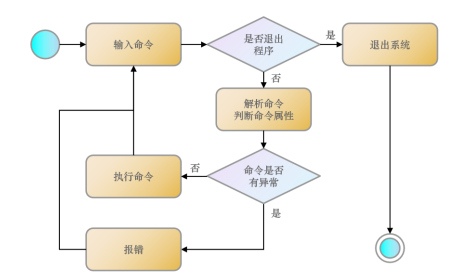 输入命令
是否退出
程序
是
退出系统
否
解析命令
判断命令属性
执行命令
否
命令是否
有异常
是
报错